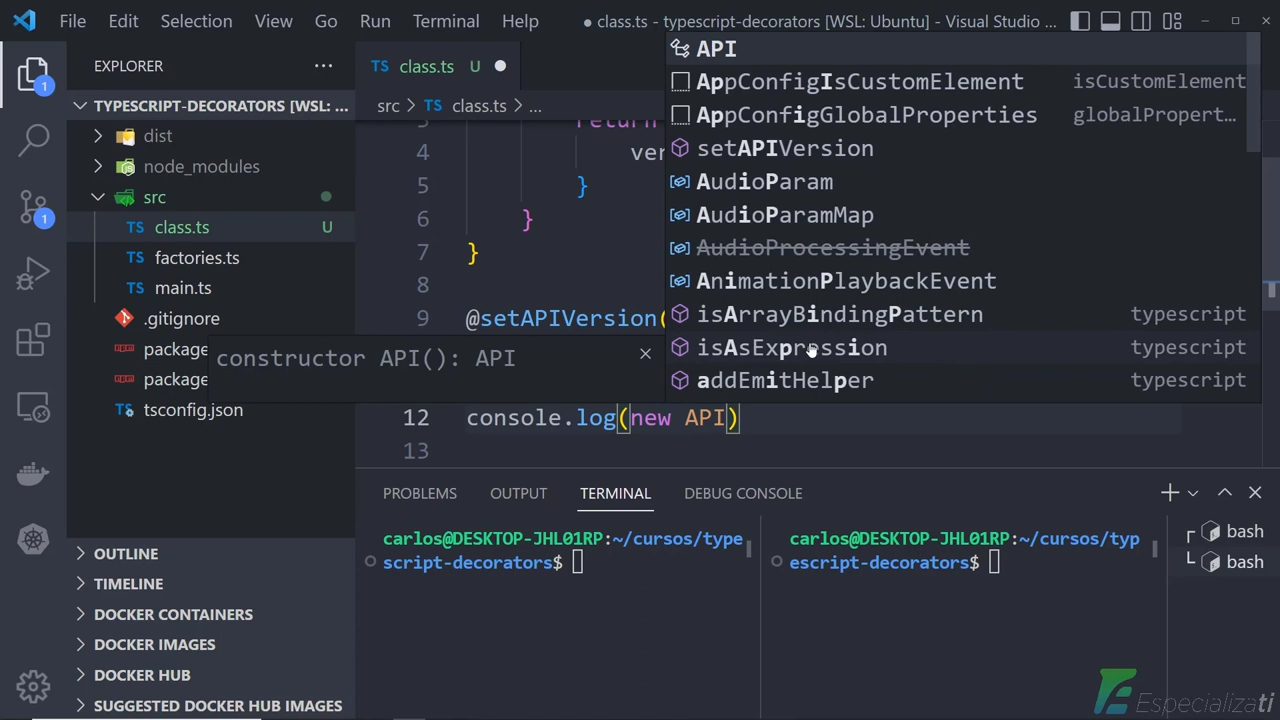 File Edit Selection View Go Run Terminal Help
● class.ts - typescript-decorators [WSL: Ubuntu] - Visual Studio ...
EXPLORER ...
TYPESCRIPT-DECORATORS [WSL: ...
dist
node_modules
src
TS class.ts U
TS factories.ts
TS main.ts
.gitignore
package
package
tsconfig.json
OUTLINE
TIMELINE
DOCKER CONTAINERS
DOCKER IMAGES
DOCKER HUB
SUGGESTED DOCKER HUB IMAGES
1
1
TS class.ts U ●
src > TS class.ts > ...
4 ver
5 }
6 }
7 }
8
9 @setAPIVersion(
12 console.log(new API)
13
constructor API(): API
API
AppConfigIsCustomElement isCustomElement
AppConfigGlobalProperties globalPropert...
setAPIVersion
AudioParam
AudioParamMap
AudioProcessingEvent
AnimationPlaybackEvent
isArrayBindingPattern typescript
isAsExpression typescript
addEmitHelper typescript
PROBLEMS OUTPUT TERMINAL DEBUG CONSOLE
carlos@DESKTOP-JHL01RP:~/cursos/type
script-decorators$
carlos@DESKTOP-JHL01RP:~/cursos/typ
escript-decorators$
bash
bash
Especializati